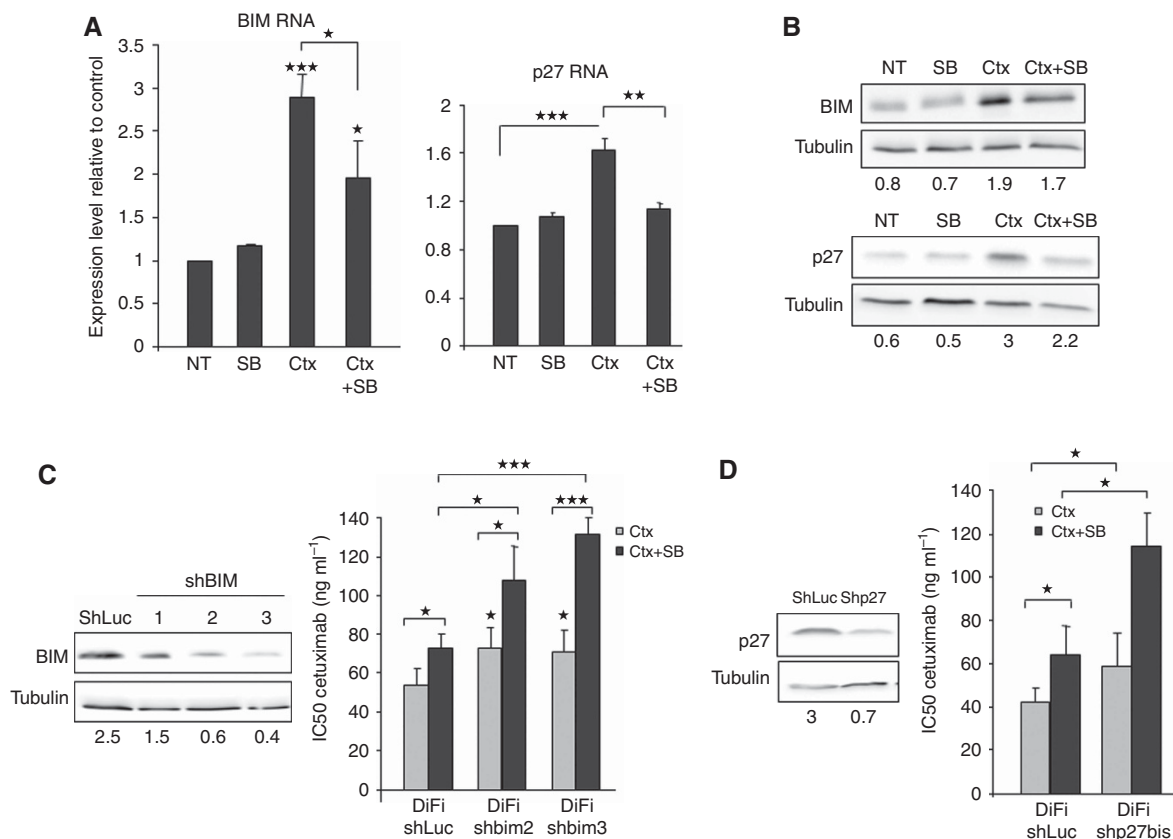 A
BIM RNA
Expression level relative to control
3.5
3
2.5
2
1.5
1
0.5
0
★★★
★
★
NT SB Ctx Ctx
+SB
p27 RNA
2
1.6
1.2
0.8
0.4
0
★★★
★★
NT SB Ctx Ctx
+SB
B
NT SB Ctx Ctx+SB
BIM
Tubulin
0.8 0.7 1.9 1.7
NT SB Ctx Ctx+SB
p27
Tubulin
0.6 0.5 3 2.2
C
shBIM
ShLuc 1 2 3
BIM
Tubulin
2.5 1.5 0.6 0.4
IC50 cetuximab (ng ml–1)
140
120
100
80
60
40
20
0
★★★
★
★
★★★
★
★
★
Ctx
Ctx+SB
DiFi DiFi DiFi
shLuc shbim2 shbim3
D
ShLuc Shp27
p27
Tubulin
3 0.7
IC50 cetuximab (ng ml–1)
140
120
100
80
60
40
20
0
★
★
★
Ctx
Ctx+SB
DiFi DiFi
shLuc shp27bis